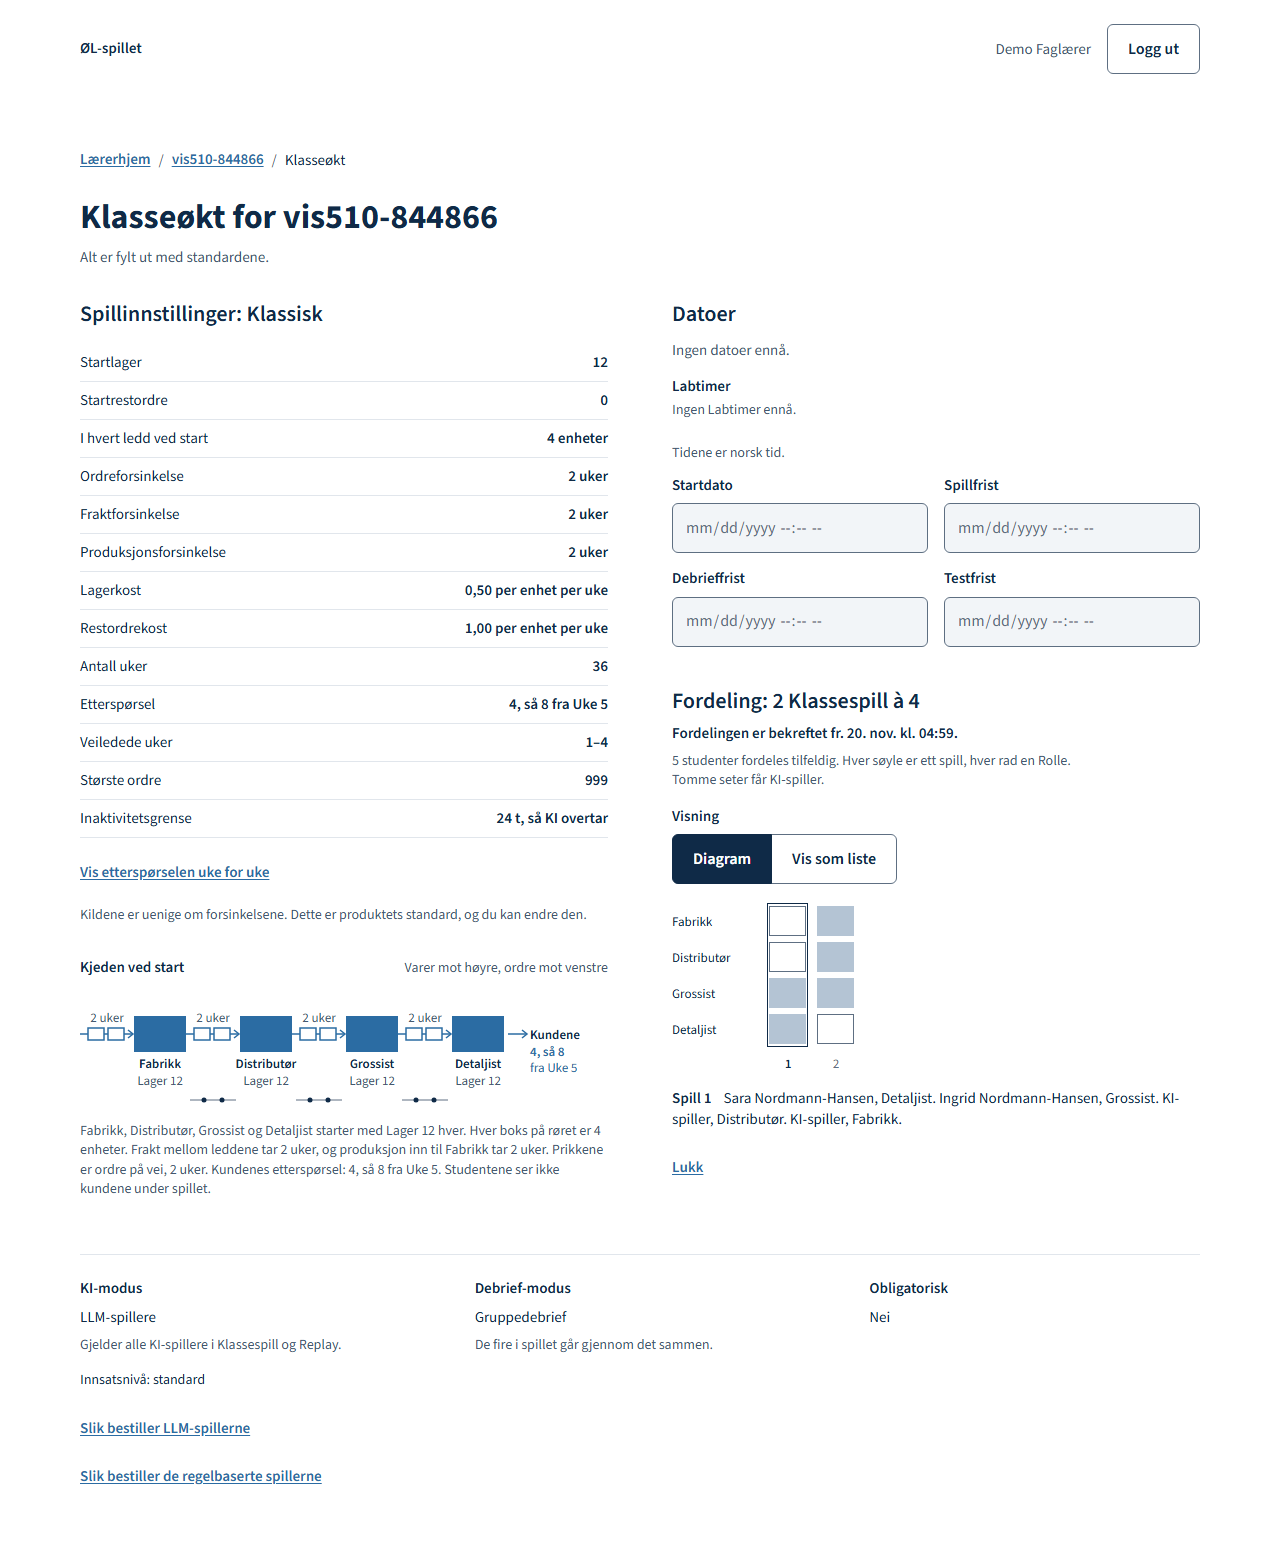 ØL-spillet
Demo Faglærer
Logg ut
Lærerhjem / vis510-844866 / Klasseøkt
Klasseøkt for vis510-844866
Alt er fylt ut med standardene.
Spillinnstillinger: Klassisk
Startlager 12
Startrestordre 0
I hvert ledd ved start 4 enheter
Ordreforsinkelse 2 uker
Fraktforsinkelse 2 uker
Produksjonsforsinkelse 2 uker
Lagerkost 0,50 per enhet per uke
Restordrekost 1,00 per enhet per uke
Antall uker 36
Etterspørsel 4, så 8 fra Uke 5
Veiledede uker 1–4
Største ordre 999
Inaktivitetsgrense 24 t, så KI overtar
Vis etterspørselen uke for uke
Kildene er uenige om forsinkelsene. Dette er produktets standard, og du kan endre den.
Kjeden ved start Varer mot høyre, ordre mot venstre
2 uker 2 uker 2 uker 2 uker
Kundene
4, så 8
fra Uke 5
Fabrikk Distributør Grossist Detaljist
Lager 12 Lager 12 Lager 12 Lager 12
Fabrikk, Distributør, Grossist og Detaljist starter med Lager 12 hver. Hver boks på røret er 4
enheter. Frakt mellom leddene tar 2 uker, og produksjon inn til Fabrikk tar 2 uker. Prikkene
er ordre på vei, 2 uker. Kundenes etterspørsel: 4, så 8 fra Uke 5. Studentene ser ikke
kundene under spillet.
Datoer
Ingen datoer ennå.
Labtimer
Ingen Labtimer ennå.
Tidene er norsk tid.
Startdato Spillfrist
mm/dd/yyyy --:-- -- mm/dd/yyyy --:-- --
Debrieffrist Testfrist
mm/dd/yyyy --:-- -- mm/dd/yyyy --:-- --
Fordeling: 2 Klassespill à 4
Fordelingen er bekreftet fr. 20. nov. kl. 04:59.
5 studenter fordeles tilfeldig. Hver søyle er ett spill, hver rad en Rolle.
Tomme seter får KI-spiller.
Visning
Diagram Vis som liste
Fabrikk
Distributør
Grossist
Detaljist
1 2
Spill 1 Sara Nordmann-Hansen, Detaljist. Ingrid Nordmann-Hansen, Grossist. KI-
spiller, Distributør. KI-spiller, Fabrikk.
Lukk
KI-modus
LLM-spillere
Gjelder alle KI-spillere i Klassespill og Replay.
Innsatsnivå: standard
Slik bestiller LLM-spillerne
Slik bestiller de regelbaserte spillerne
Debrief-modus
Gruppedebrief
De fire i spillet går gjennom det sammen.
Obligatorisk
Nei